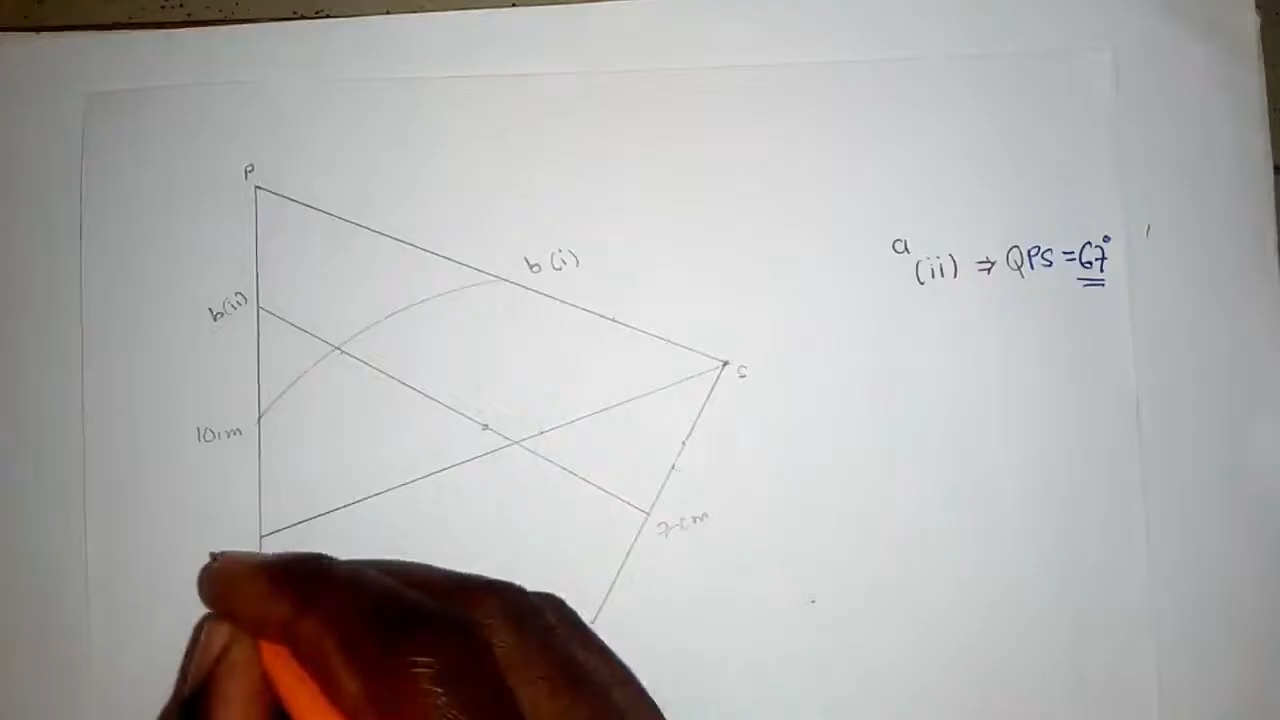 P
a
(ii) ⇒ QPS = 67°
b(i)
b(ii)
S
10cm
7cm